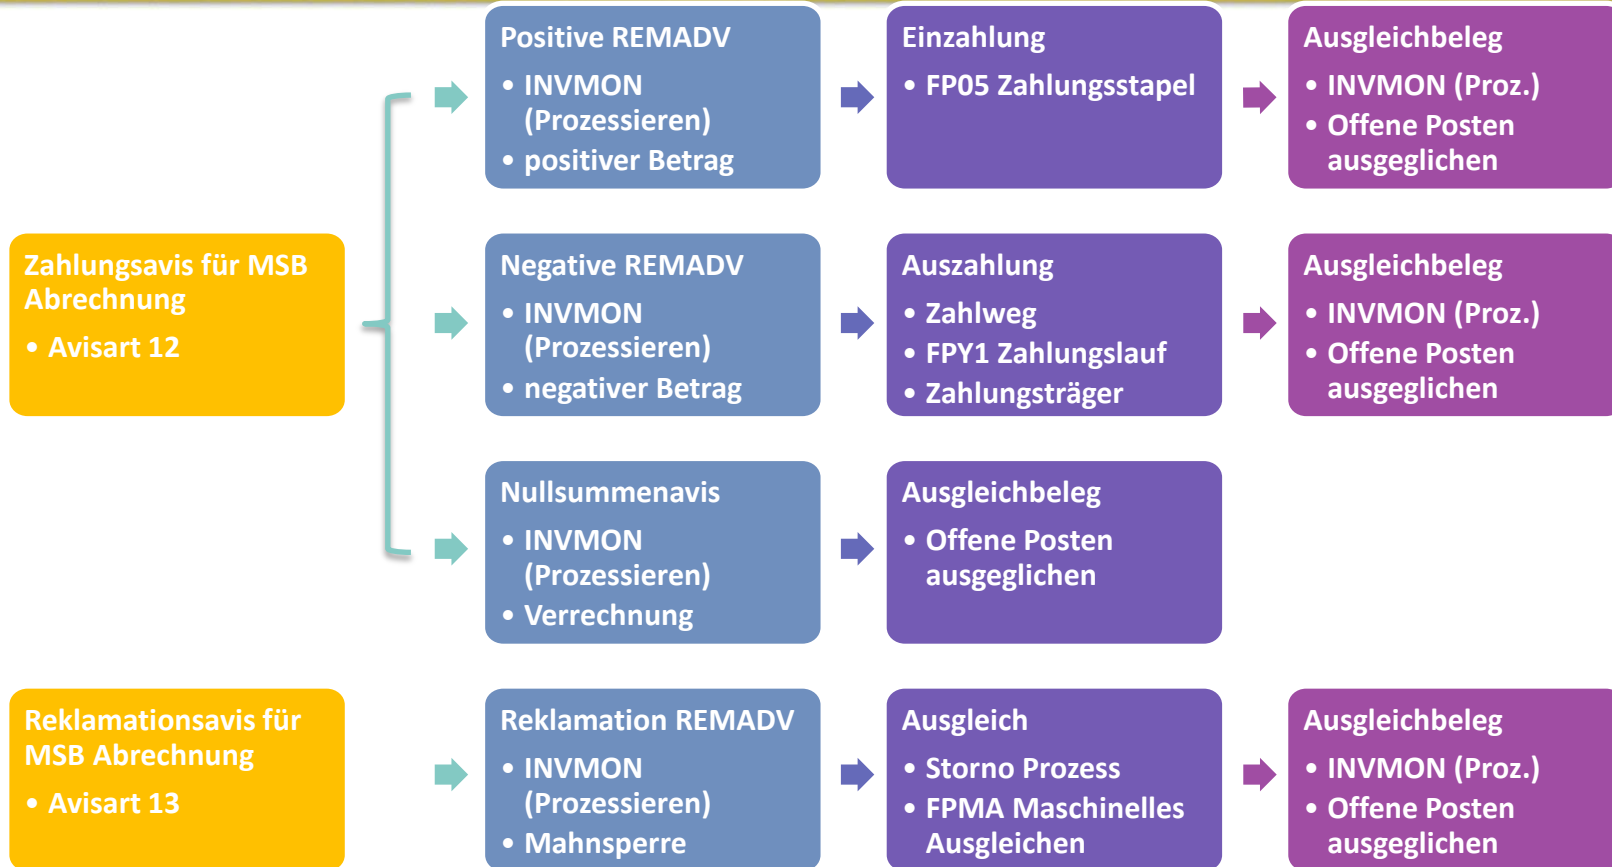 Zahlungsavis für MSB
Abrechnung
• Avisart 12
Positive REMADV
• INVMON
(Prozessieren)
• positiver Betrag
Einzahlung
• FP05 Zahlungsstapel
Ausgleichbeleg
• INVMON (Proz.)
• Offene Posten
ausgeglichen
Negative REMADV
• INVMON
(Prozessieren)
• negativer Betrag
Auszahlung
• Zahlweg
• FPY1 Zahlungslauf
• Zahlungsträger
Ausgleichbeleg
• INVMON (Proz.)
• Offene Posten
ausgeglichen
Nullsummenavis
• INVMON
(Prozessieren)
• Verrechnung
Ausgleichbeleg
• Offene Posten
ausgeglichen
Reklamationsavis für
MSB Abrechnung
• Avisart 13
Reklamation REMADV
• INVMON
(Prozessieren)
• Mahnsperre
Ausgleich
• Storno Prozess
• FPMA Maschinelles
Ausgleichen
Ausgleichbeleg
• INVMON (Proz.)
• Offene Posten
ausgeglichen